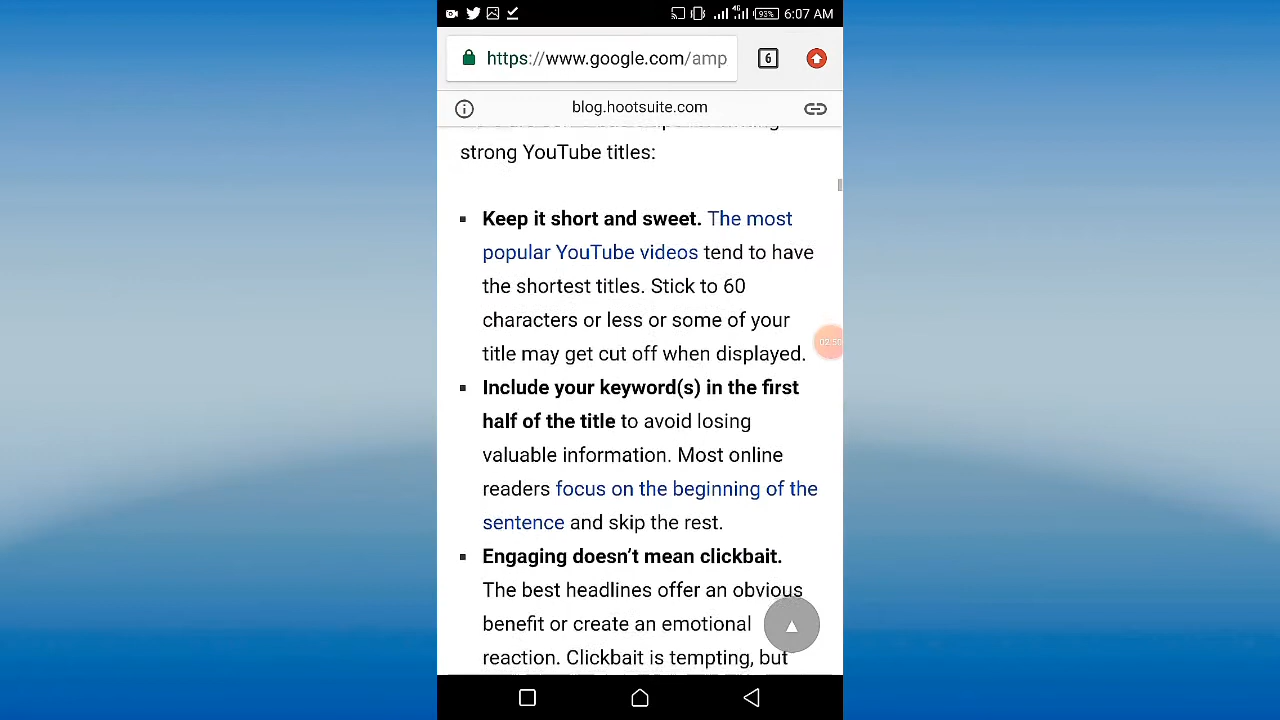 4G 93% 6:07 AM
https://www.google.com/amp 6
blog.hootsuite.com
strong YouTube titles:
▪ Keep it short and sweet. The most
popular YouTube videos tend to have
the shortest titles. Stick to 60
characters or less or some of your
title may get cut off when displayed.
▪ Include your keyword(s) in the first
half of the title to avoid losing
valuable information. Most online
readers focus on the beginning of the
sentence and skip the rest.
▪ Engaging doesn’t mean clickbait.
The best headlines offer an obvious
benefit or create an emotional
reaction. Clickbait is tempting, but